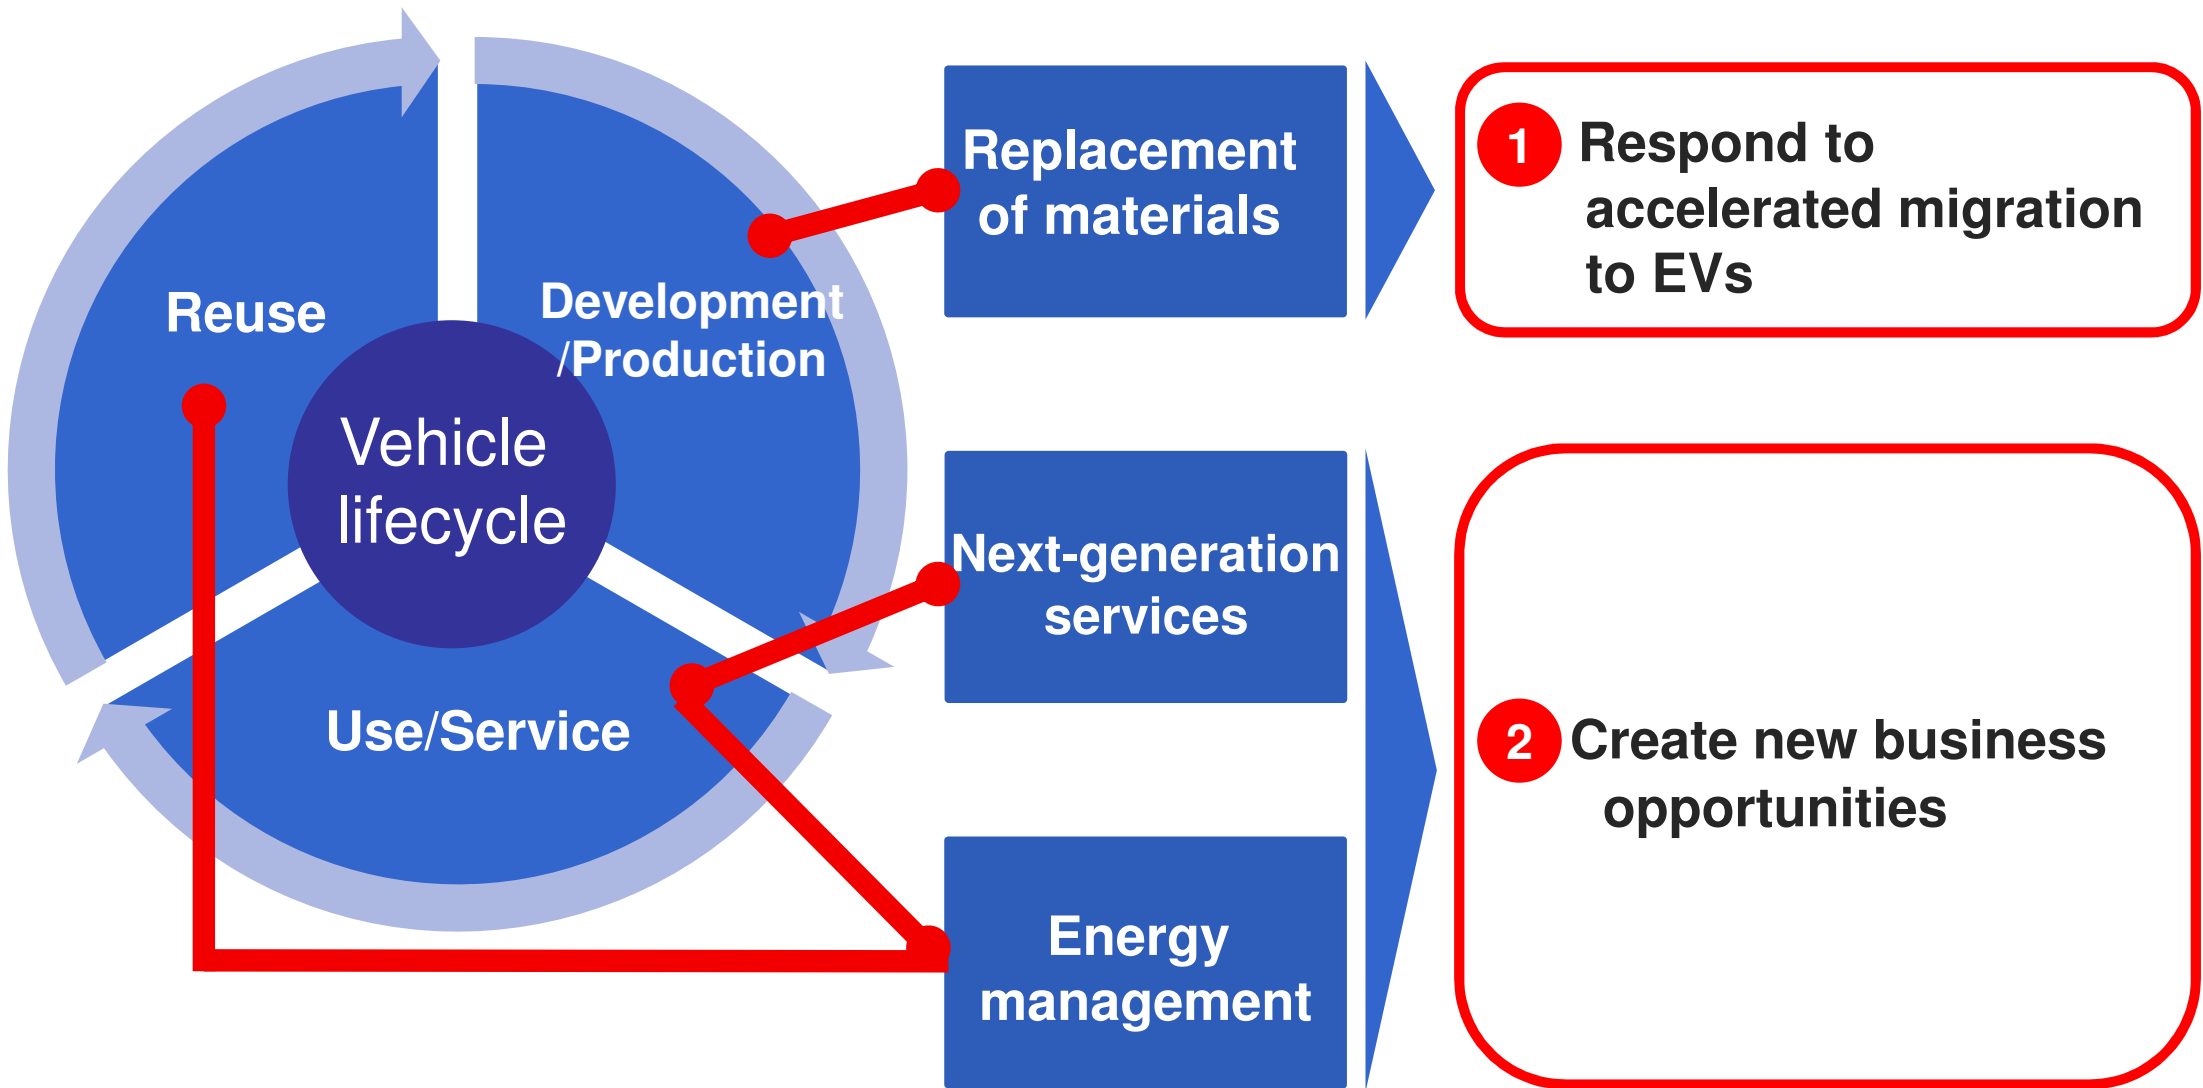 Reuse
Development
/Production
Vehicle
lifecycle
Use/Service
Replacement
of materials
Next-generation
services
Energy
management
1 Respond to
accelerated migration
to EVs
2 Create new business
opportunities